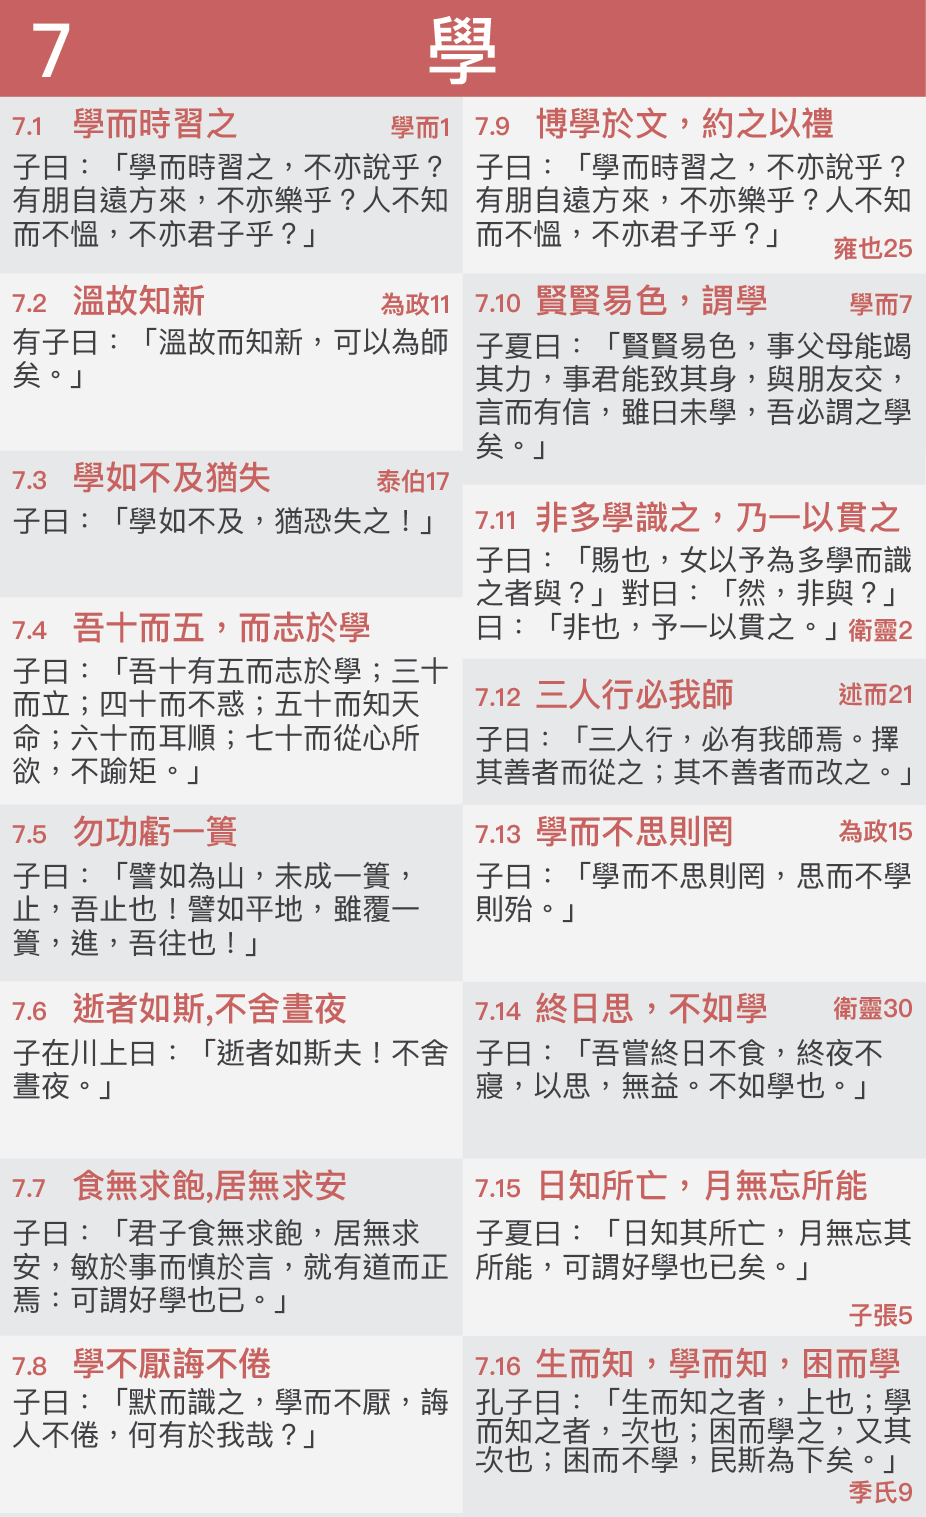 7 學
7.1 學而時習之 學而1
子曰：「學而時習之，不亦說乎？
有朋自遠方來，不亦樂乎？人不知
而不慍，不亦君子乎？」
7.2 溫故知新 為政11
有子曰：「溫故而知新，可以為師
矣。」
7.3 學如不及猶失 泰伯17
子曰：「學如不及，猶恐失之！」
7.4 吾十而五，而志於學
子曰：「吾十有五而志於學；三十
而立；四十而不惑；五十而知天
命；六十而耳順；七十而從心所
欲，不踰矩。」
7.5 勿功虧一簣
子曰：「譬如為山，未成一簣，
止，吾止也！譬如平地，雖覆一
簣，進，吾往也！」
7.6 逝者如斯,不舍晝夜
子在川上曰：「逝者如斯夫！不舍
晝夜。」
7.7 食無求飽,居無求安
子曰：「君子食無求飽，居無求
安，敏於事而慎於言，就有道而正
焉：可謂好學也已。」
7.8 學不厭誨不倦
子曰：「默而識之，學而不厭，誨
人不倦，何有於我哉？」
7.9 博學於文，約之以禮
子曰：「學而時習之，不亦說乎？
有朋自遠方來，不亦樂乎？人不知
而不慍，不亦君子乎？」
雍也25
7.10 賢賢易色，謂學 學而7
子夏曰：「賢賢易色，事父母能竭
其力，事君能致其身，與朋友交，
言而有信，雖曰未學，吾必謂之學
矣。」
7.11 非多學識之，乃一以貫之
子曰：「賜也，女以予為多學而識
之者與？」對曰：「然，非與？」
曰：「非也，予一以貫之。」 衛靈2
7.12 三人行必我師 述而21
子曰：「三人行，必有我師焉。擇
其善者而從之；其不善者而改之。」
7.13 學而不思則罔 為政15
子曰：「學而不思則罔，思而不學
則殆。」
7.14 終日思，不如學 衛靈30
子曰：「吾嘗終日不食，終夜不
寢，以思，無益。不如學也。」
7.15 日知所亡，月無忘所能
子夏曰：「日知其所亡，月無忘其
所能，可謂好學也已矣。」
子張5
7.16 生而知，學而知，困而學
孔子曰：「生而知之者，上也；學
而知之者，次也；困而學之，又其
次也；困而不學，民斯為下矣。」
季氏9